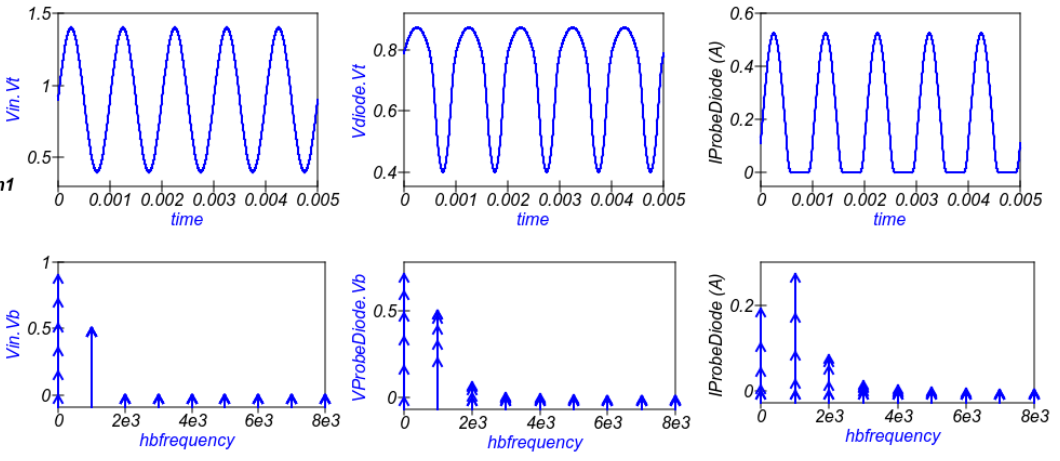 1.5
1
0.5
Vin.Vt
0 0.001 0.002 0.003 0.004 0.005
time
0.8
0.6
0.4
Vdiode.Vt
0 0.001 0.002 0.003 0.004 0.005
time
0.6
0.4
0.2
0
IProbeDiode (A)
0 0.001 0.002 0.003 0.004 0.005
time
n1
1
0.5
0
Vin.Vb
0 2e3 4e3 6e3 8e3
hbfrequency
0.5
0
VProbeDiode.Vb
0 2e3 4e3 6e3 8e3
hbfrequency
0.2
0
IProbeDiode (A)
0 2e3 4e3 6e3 8e3
hbfrequency